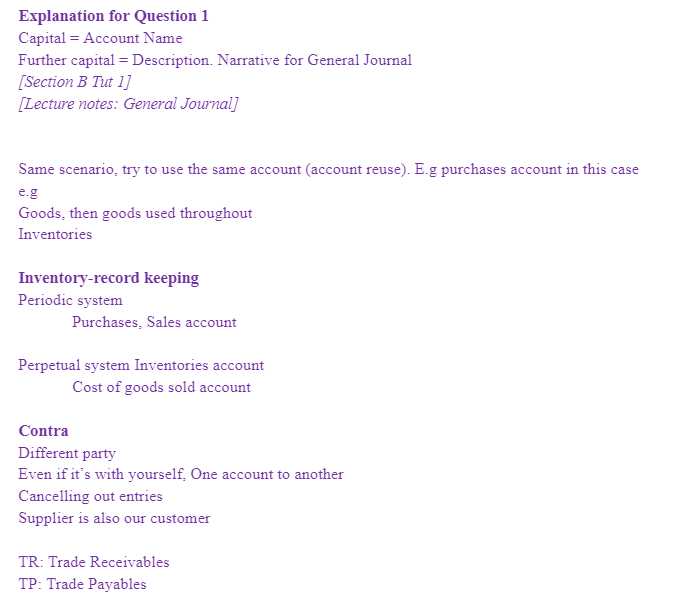 Explanation for Question 1
Capital = Account Name
Further capital = Description. Narrative for General Journal
[Section B Tut 1]
[Lecture notes: General Journal]
Same scenario, try to use the same account (account reuse). E.g purchases account in this case
e.g
Goods, then goods used throughout
Inventories
Inventory-record keeping
Periodic system
Purchases, Sales account
Perpetual system Inventories account
Cost of goods sold account
Contra
Different party
Even if it’s with yourself, One account to another
Cancelling out entries
Supplier is also our customer
TR: Trade Receivables
TP: Trade Payables